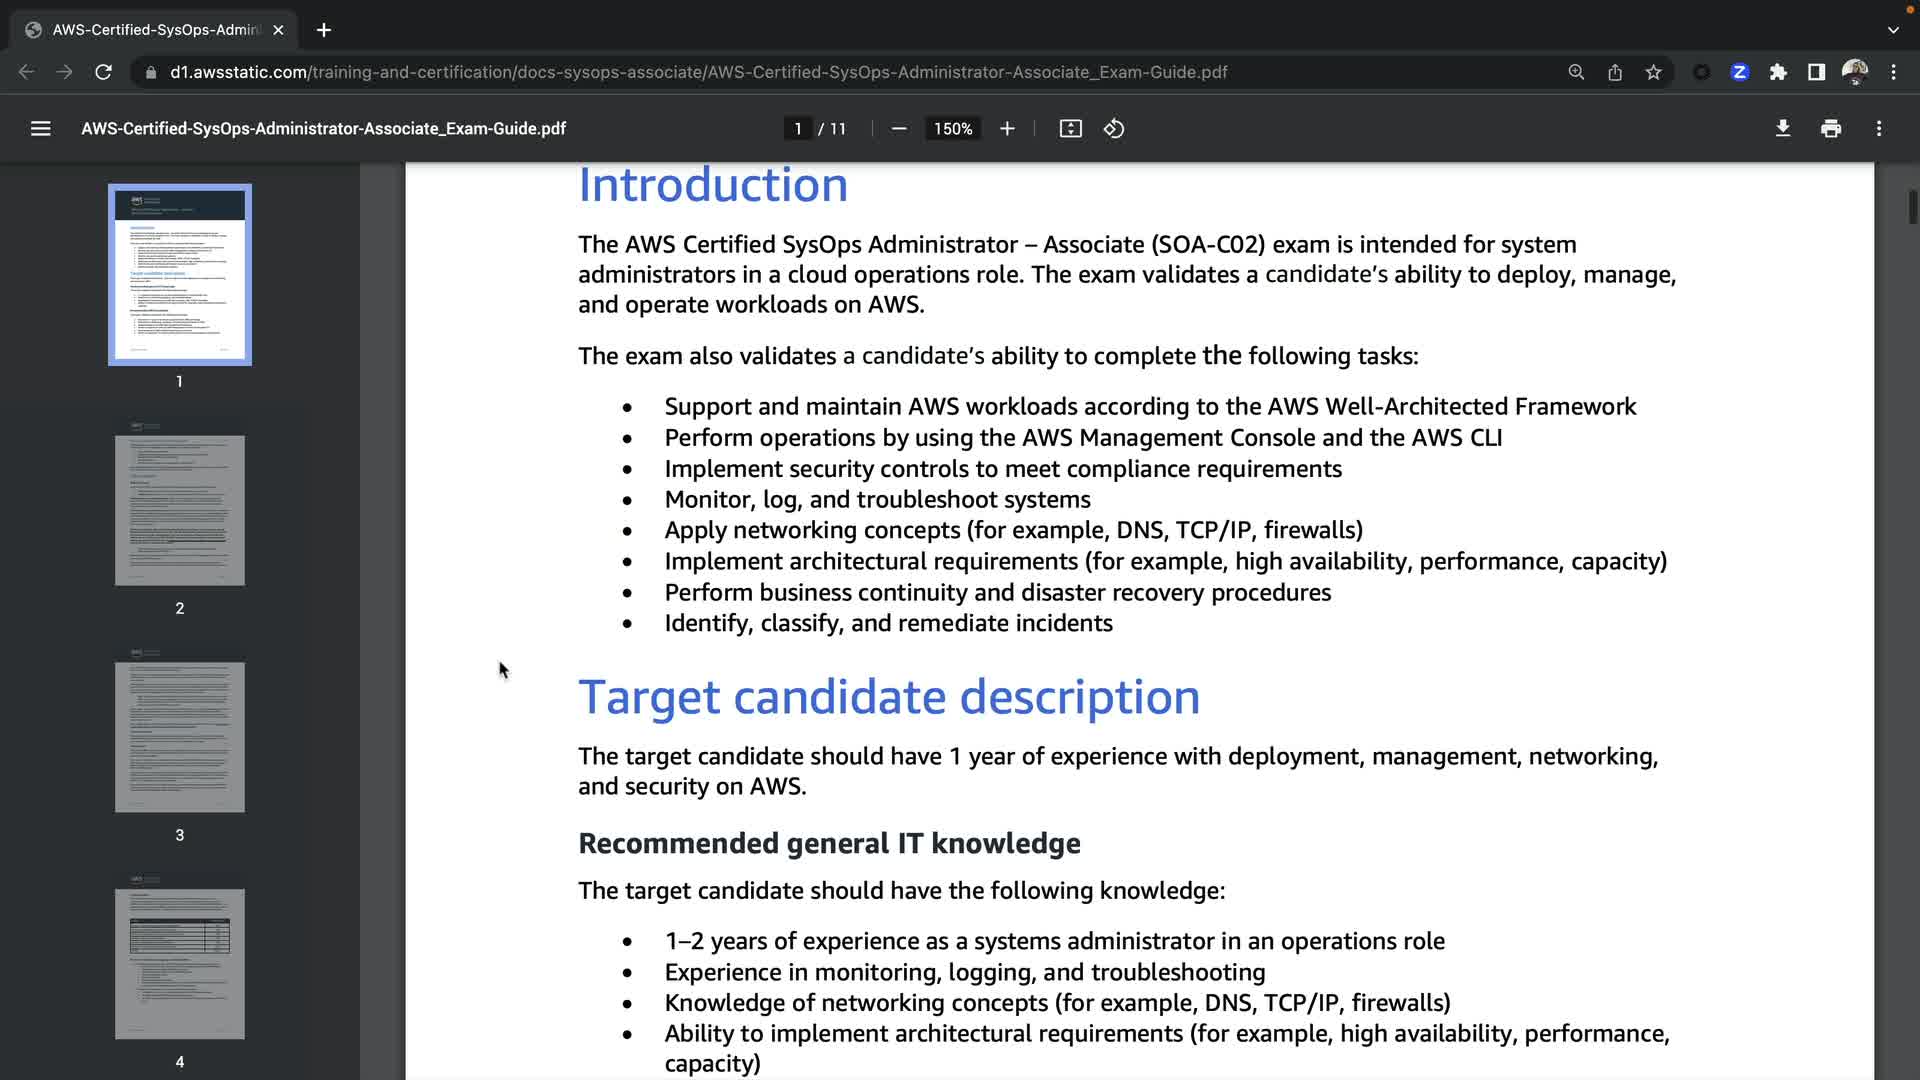 AWS-Certified-SysOps-Admin
d1.awsstatic.com/training-and-certification/docs-sysops-associate/AWS-Certified-SysOps-Administrator-Associate_Exam-Guide.pdf
AWS-Certified-SysOps-Administrator-Associate_Exam-Guide.pdf
1 / 11
150%
Introduction
The AWS Certified SysOps Administrator – Associate (SOA-C02) exam is intended for system
administrators in a cloud operations role. The exam validates a candidate's ability to deploy, manage,
and operate workloads on AWS.
The exam also validates a candidate's ability to complete the following tasks:
• Support and maintain AWS workloads according to the AWS Well-Architected Framework
• Perform operations by using the AWS Management Console and the AWS CLI
• Implement security controls to meet compliance requirements
• Monitor, log, and troubleshoot systems
• Apply networking concepts (for example, DNS, TCP/IP, firewalls)
• Implement architectural requirements (for example, high availability, performance, capacity)
• Perform business continuity and disaster recovery procedures
• Identify, classify, and remediate incidents
Target candidate description
The target candidate should have 1 year of experience with deployment, management, networking,
and security on AWS.
Recommended general IT knowledge
The target candidate should have the following knowledge:
• 1–2 years of experience as a systems administrator in an operations role
• Experience in monitoring, logging, and troubleshooting
• Knowledge of networking concepts (for example, DNS, TCP/IP, firewalls)
• Ability to implement architectural requirements (for example, high availability, performance,
capacity)
1
2
3
4